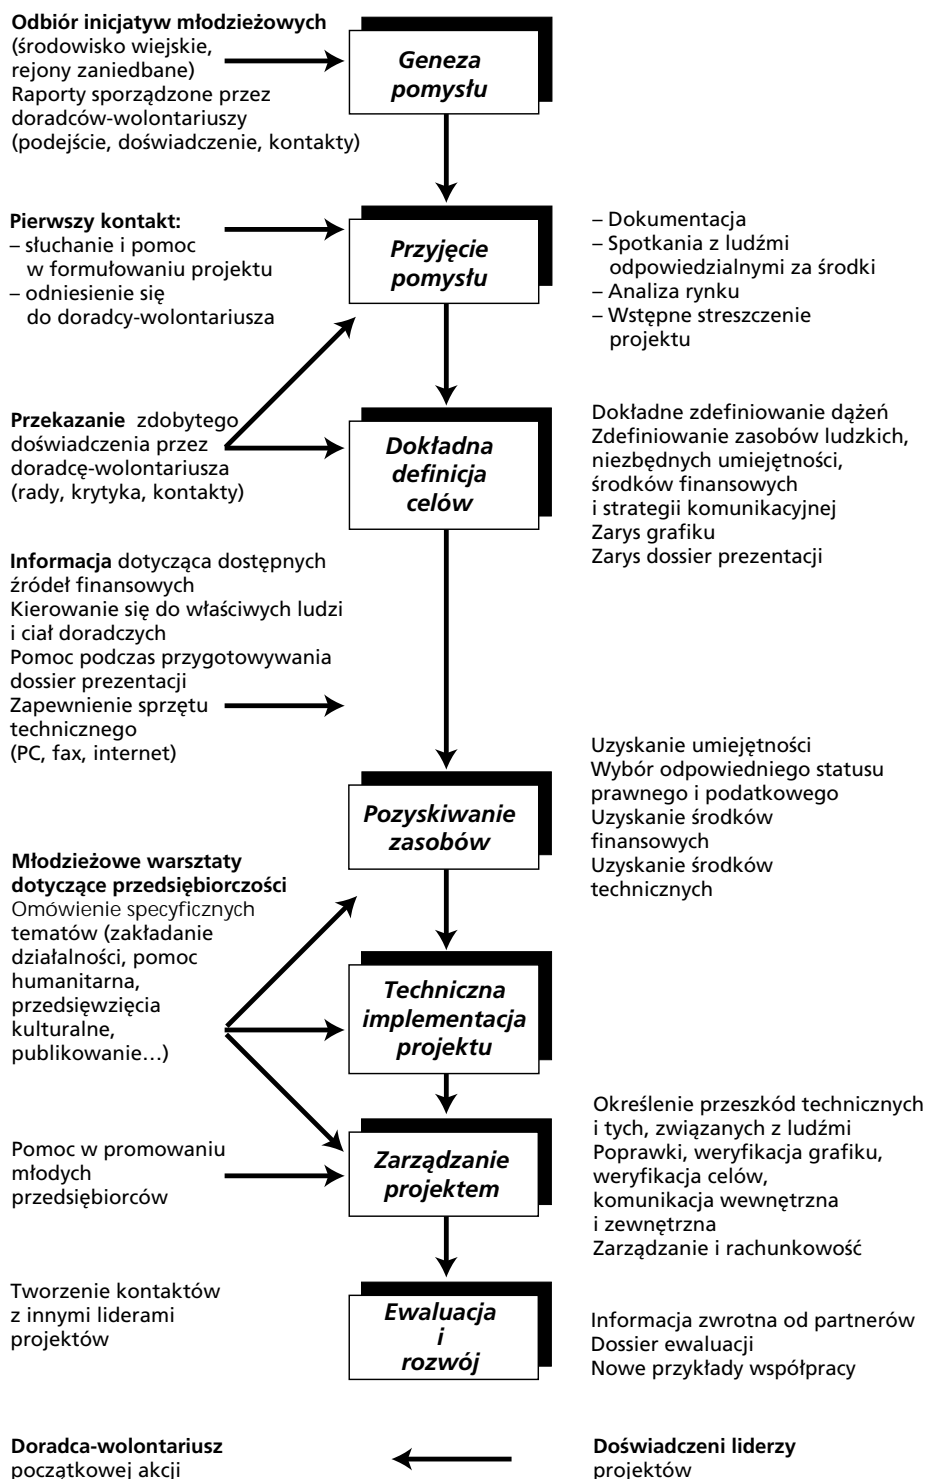 Odbiór inicjatyw młodzieżowych
(środowisko wiejskie,
rejony zaniedbane)
Raporty sporządzone przez
doradców-wolontariuszy
(podejście, doświadczenie, kontakty)
Geneza
pomysłu
Pierwszy kontakt:
– słuchanie i pomoc
w formułowaniu projektu
– odniesienie się
do doradcy-wolontariusza
Przyjęcie
pomysłu
– Dokumentacja
– Spotkania z ludźmi
odpowiedzialnymi za środki
– Analiza rynku
– Wstępne streszczenie
projektu
Przekazanie zdobytego
doświadczenia przez
doradcę-wolontariusza
(rady, krytyka, kontakty)
Dokładna
definicja
celów
Dokładne zdefiniowanie dążeń
Zdefiniowanie zasobów ludzkich,
niezbędnych umiejętności,
środków finansowych
i strategii komunikacyjnej
Zarys grafiku
Zarys dossier prezentacji
Informacja dotycząca dostępnych
źródeł finansowych
Kierowanie się do właściwych ludzi
i ciał doradczych
Pomoc podczas przygotowywania
dossier prezentacji
Zapewnienie sprzętu
technicznego
(PC, fax, internet)
Pozyskiwanie
zasobów
Uzyskanie umiejętności
Wybór odpowiedniego statusu
prawnego i podatkowego
Uzyskanie środków
finansowych
Uzyskanie środków
technicznych
Młodzieżowe warsztaty
dotyczące przedsiębiorczości
Omówienie specyficznych
tematów (zakładanie
działalności, pomoc
humanitarna,
przedsięwzięcia
kulturalne,
publikowanie…)
Techniczna
implementacja
projektu
Pomoc w promowaniu
młodych
przedsiębiorców
Zarządzanie
projektem
Określenie przeszkód technicznych
i tych, związanych z ludźmi
Poprawki, weryfikacja grafiku,
weryfikacja celów,
komunikacja wewnętrzna
i zewnętrzna
Zarządzanie i rachunkowość
Tworzenie kontaktów
z innymi liderami
projektów
Ewaluacja
i
rozwój
Informacja zwrotna od partnerów
Dossier ewaluacji
Nowe przykłady współpracy
Doradca-wolontariusz
początkowej akcji
Doświadczeni liderzy
projektów